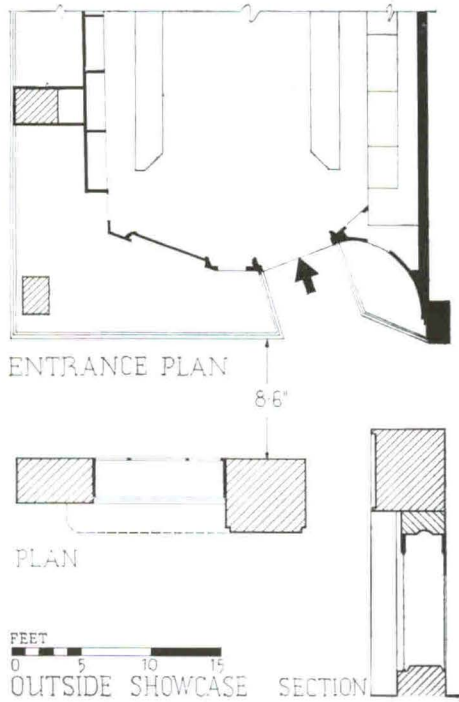 ENTRANCE PLAN
8-6"
PLAN
FEET
0 5 10 15
OUTSIDE SHOWCASE SECTION